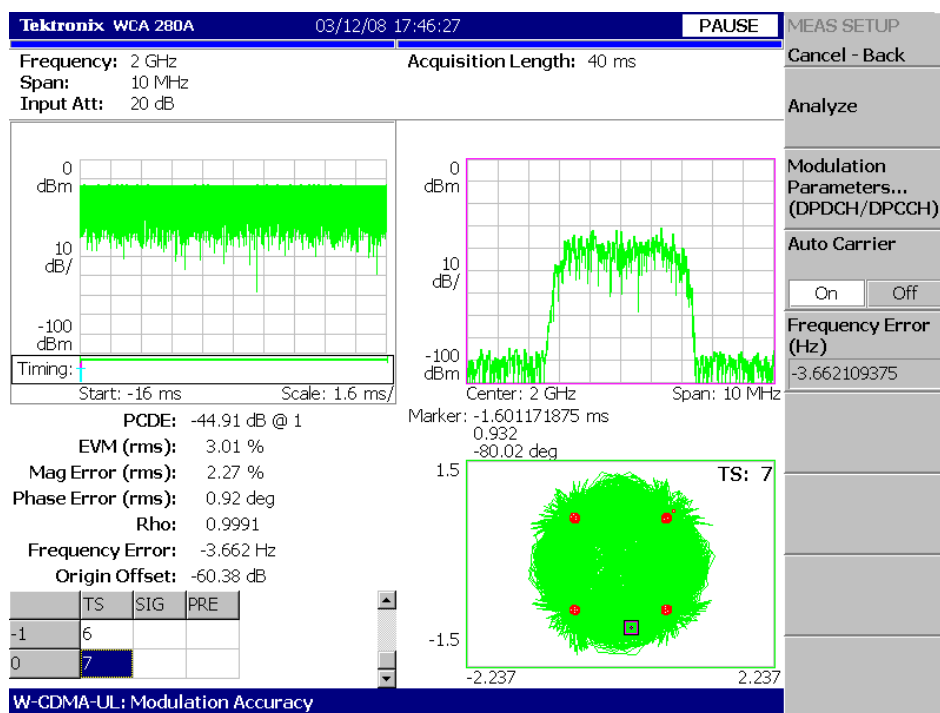 Tektronix WCA 280A
03/12/08 17:46:27
PAUSE
Frequency: 2 GHz
Span: 10 MHz
Input Att: 20 dB
Acquisition Length: 40 ms
0
dBm
10
dB/
-100
dBm
Timing:
Start: -16 ms
Scale: 1.6 ms/
0
dBm
10
dB/
-100
dBm
Center: 2 GHz
Span: 10 MHz
PCDE: -44.91 dB @ 1
EVM (rms): 3.01 %
Mag Error (rms): 2.27 %
Phase Error (rms): 0.92 deg
Rho: 0.9991
Frequency Error: -3.662 Hz
Origin Offset: -60.38 dB
TS SIG PRE
-1 6
0 7
Marker: -1.601171875 ms
0.932
-80.02 deg
1.5
TS: 7
-1.5
-2.237
2.237
W-CDMA-UL: Modulation Accuracy
MEAS SETUP
Cancel - Back
Analyze
Modulation
Parameters...
(DPDCH/DPCCH)
Auto Carrier
On Off
Frequency Error
(Hz)
-3.662109375